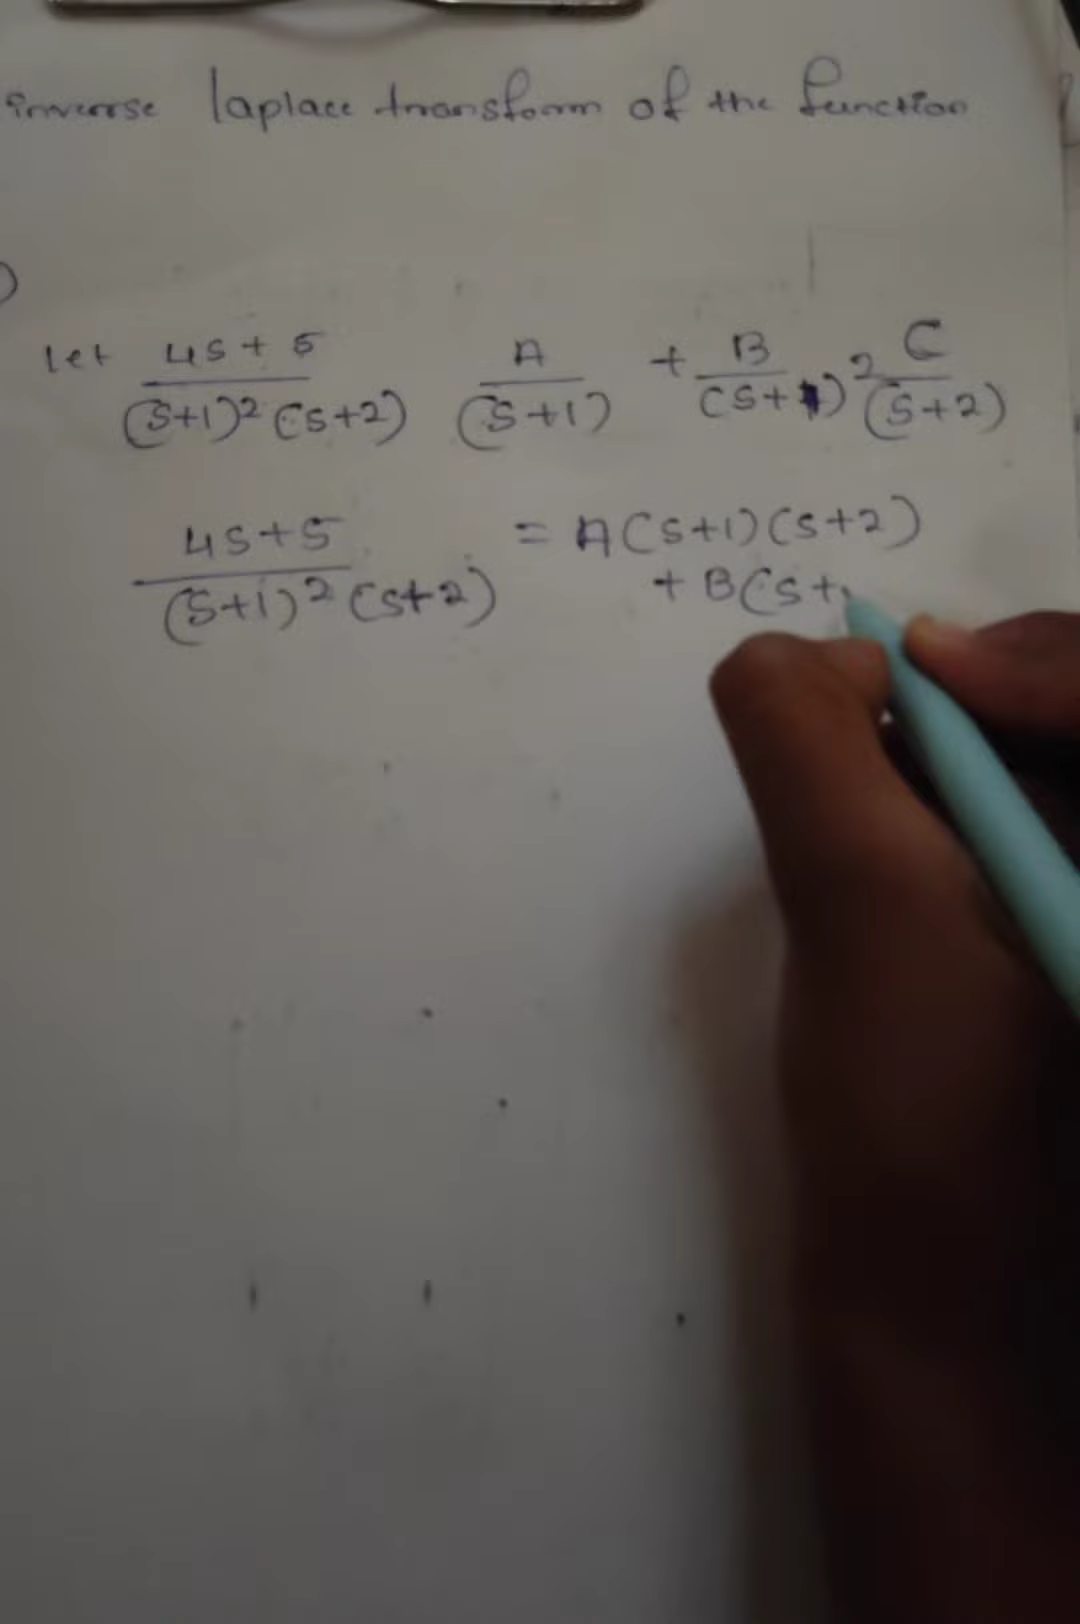 inverse laplace transform of the function
)
let 4s + 5 / (s+1)² (s+2) A / (s+1) + B / (s+1)² C / (s+2)
4s+5 / (s+1)² (s+2) = A(s+1)(s+2)
+ B(s+